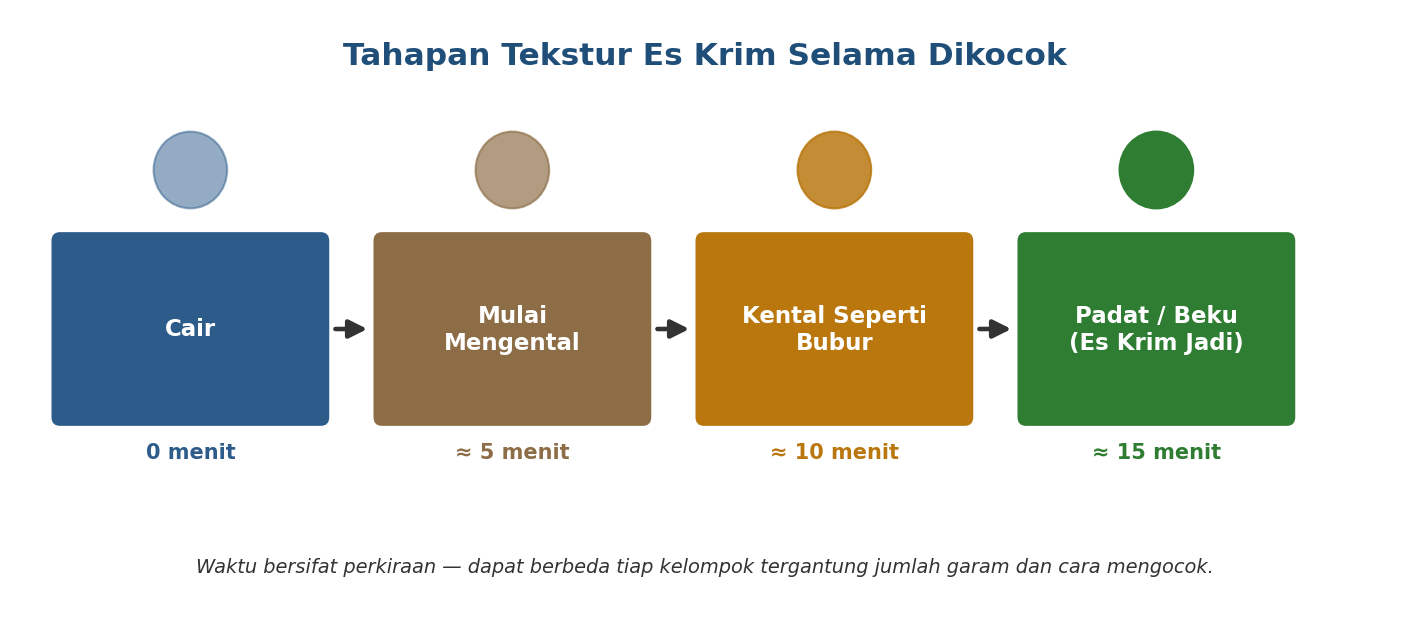 Tahapan Tekstur Es Krim Selama Dikocok
Cair
Mulai
Mengental
Kental Seperti
Bubur
Padat / Beku
(Es Krim Jadi)
0 menit
≈ 5 menit
≈ 10 menit
≈ 15 menit
Waktu bersifat perkiraan — dapat berbeda tiap kelompok tergantung jumlah garam dan cara mengocok.